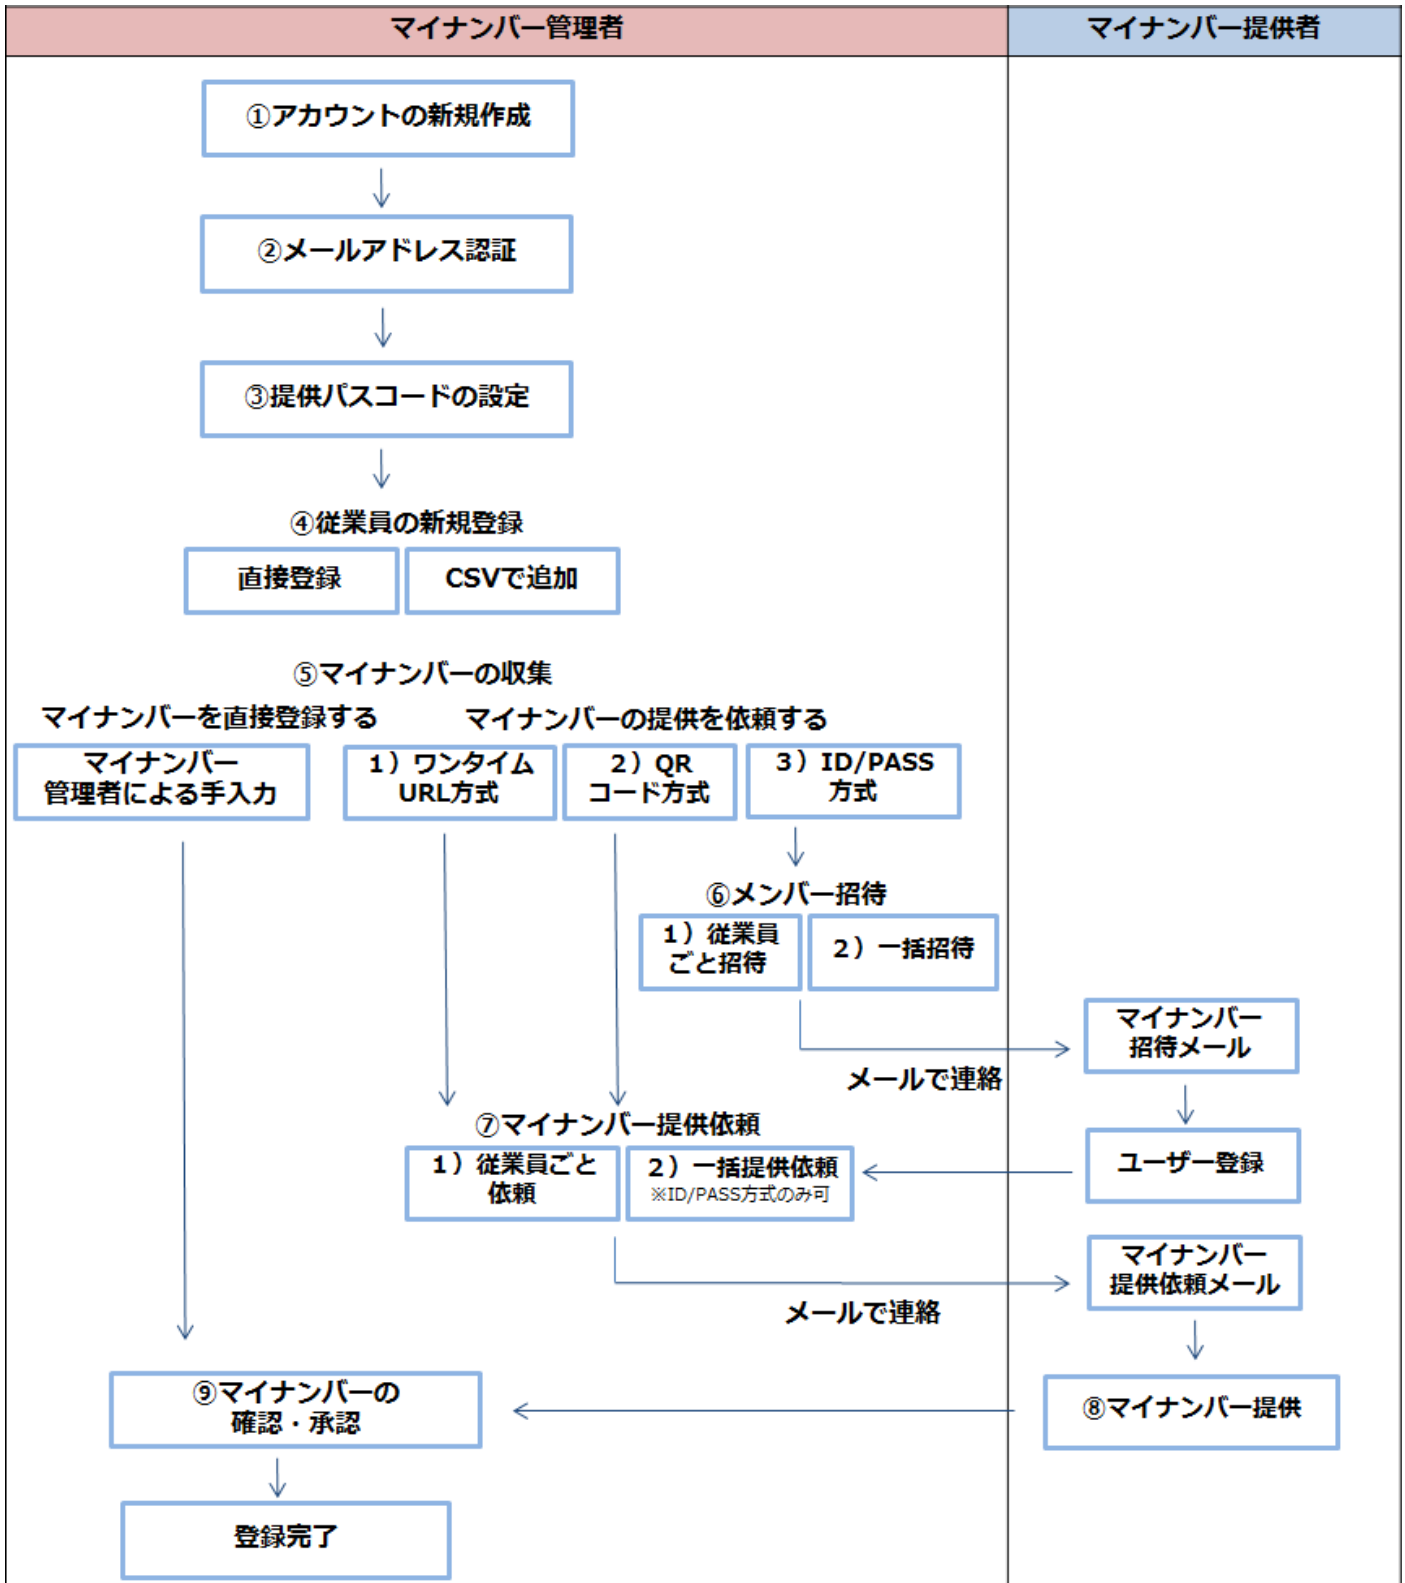 マイナンバー管理者
マイナンバー提供者
①アカウントの新規作成
②メールアドレス認証
③提供パスコードの設定
④従業員の新規登録
直接登録
CSVで追加
⑤マイナンバーの収集
マイナンバーを直接登録する
マイナンバーの提供を依頼する
マイナンバー
管理者による手入力
1）ワンタイム
URL方式
2）QR
コード方式
3）ID/PASS
方式
⑥メンバー招待
1）従業員
ごと招待
2）一括招待
マイナンバー
招待メール
メールで連絡
⑦マイナンバー提供依頼
1）従業員ごと
依頼
2）一括提供依頼
※ID/PASS方式のみ可
ユーザー登録
マイナンバー
提供依頼メール
メールで連絡
⑨マイナンバーの
確認・承認
⑧マイナンバー提供
登録完了